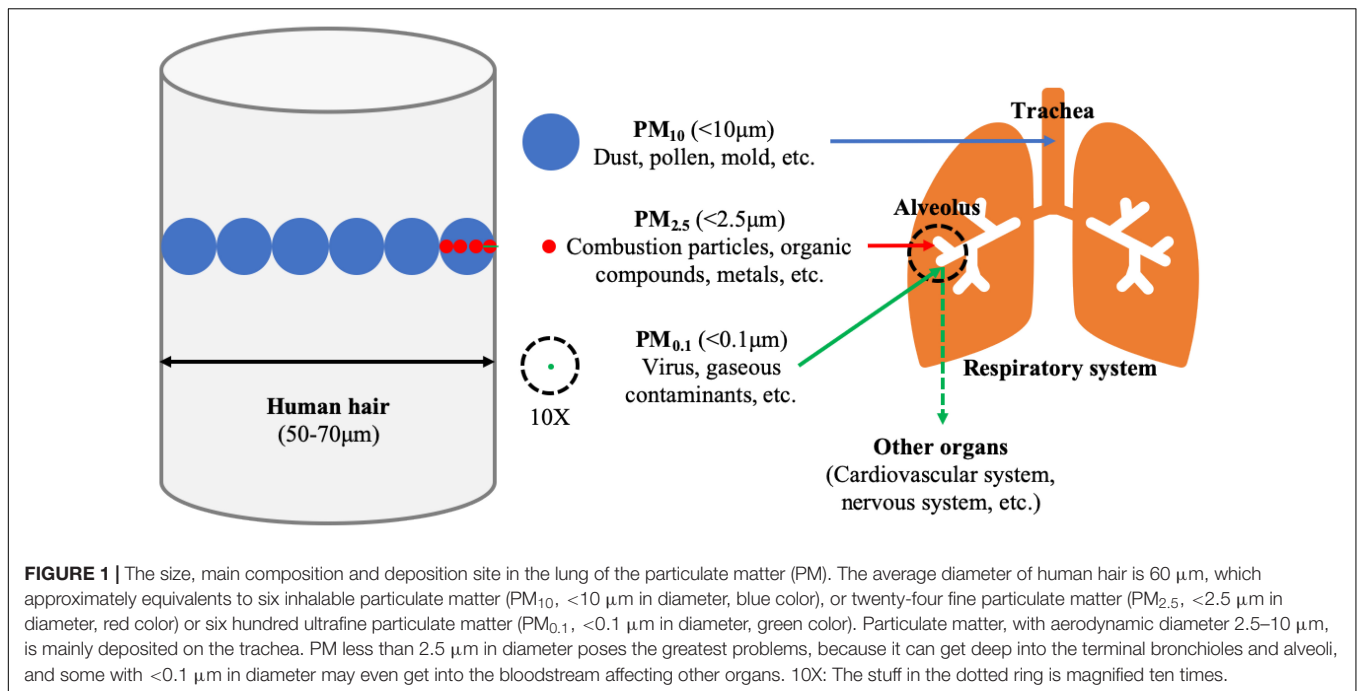 PM₁₀ (<10μm)
Dust, pollen, mold, etc.
Trachea
PM₂.₅ (<2.5μm)
Combustion particles, organic
compounds, metals, etc.
Alveolus
PM₀.₁ (<0.1μm)
Virus, gaseous
contaminants, etc.
10X
Human hair
(50-70μm)
Respiratory system
Other organs
(Cardiovascular system,
nervous system, etc.)
FIGURE 1 | The size, main composition and deposition site in the lung of the particulate matter (PM). The average diameter of human hair is 60 μm, which
approximately equivalents to six inhalable particulate matter (PM₁₀, <10 μm in diameter, blue color), or twenty-four fine particulate matter (PM₂.₅, <2.5 μm in
diameter, red color) or six hundred ultrafine particulate matter (PM₀.₁, <0.1 μm in diameter, green color). Particulate matter, with aerodynamic diameter 2.5–10 μm,
is mainly deposited on the trachea. PM less than 2.5 μm in diameter poses the greatest problems, because it can get deep into the terminal bronchioles and alveoli,
and some with <0.1 μm in diameter may even get into the bloodstream affecting other organs. 10X: The stuff in the dotted ring is magnified ten times.